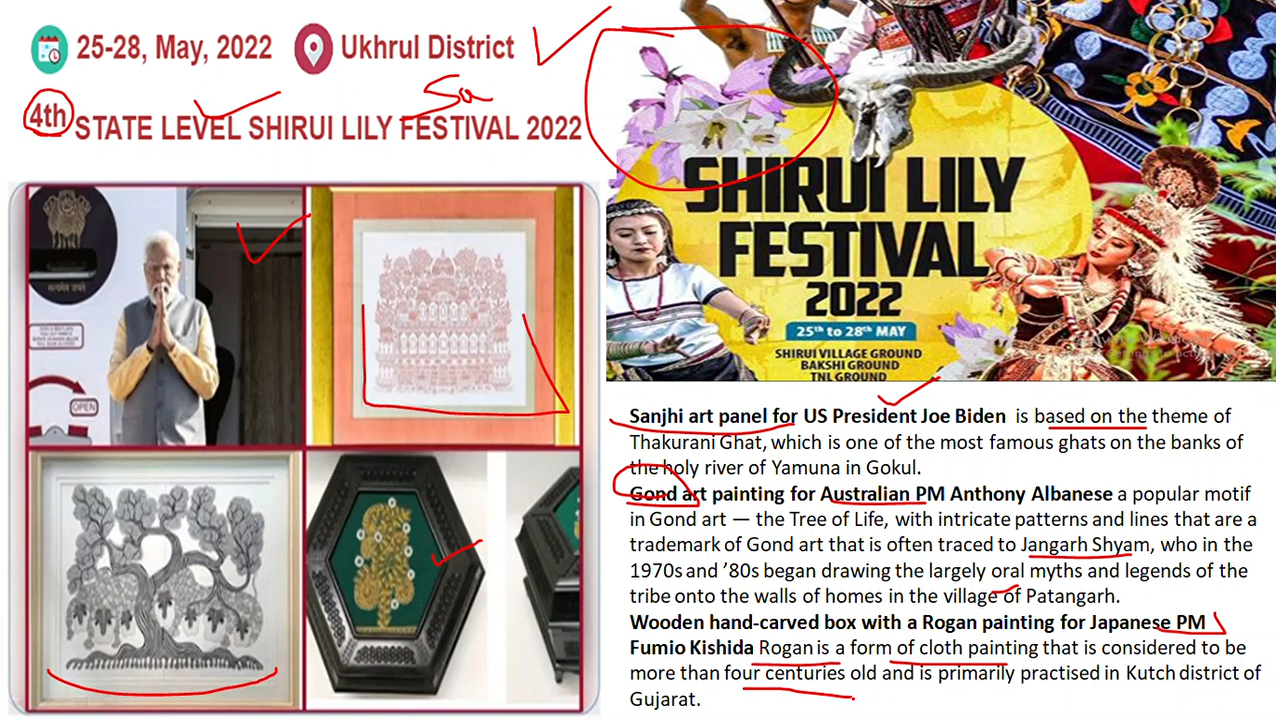 25-28, May, 2022 Ukhrul District
4th STATE LEVEL SHIRUI LILY FESTIVAL 2022
Sa
सत्यमेव जयते
OPEN
SHIRUI LILY
FESTIVAL
2022
25th to 28th MAY
SHIRUI VILLAGE GROUND
BAKSHI GROUND
TNL GROUND
Sanjhi art panel for US President Joe Biden is based on the theme of
Thakurani Ghat, which is one of the most famous ghats on the banks of
the holy river of Yamuna in Gokul.
Gond art painting for Australian PM Anthony Albanese a popular motif
in Gond art — the Tree of Life, with intricate patterns and lines that are a
trademark of Gond art that is often traced to Jangarh Shyam, who in the
1970s and ’80s began drawing the largely oral myths and legends of the
tribe onto the walls of homes in the village of Patangarh.
Wooden hand-carved box with a Rogan painting for Japanese PM
Fumio Kishida Rogan is a form of cloth painting that is considered to be
more than four centuries old and is primarily practised in Kutch district of
Gujarat.